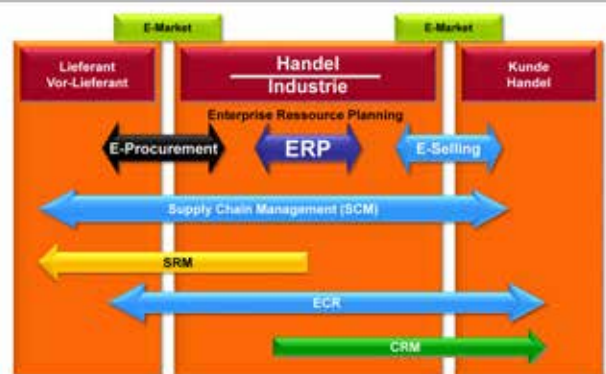 E-Market
E-Market
Lieferant
Vor-Lieferant
Handel
Industrie
Kunde
Handel
Enterprise Ressource Planning
E-Procurement
ERP
E-Selling
Supply Chain Management (SCM)
SRM
ECR
CRM